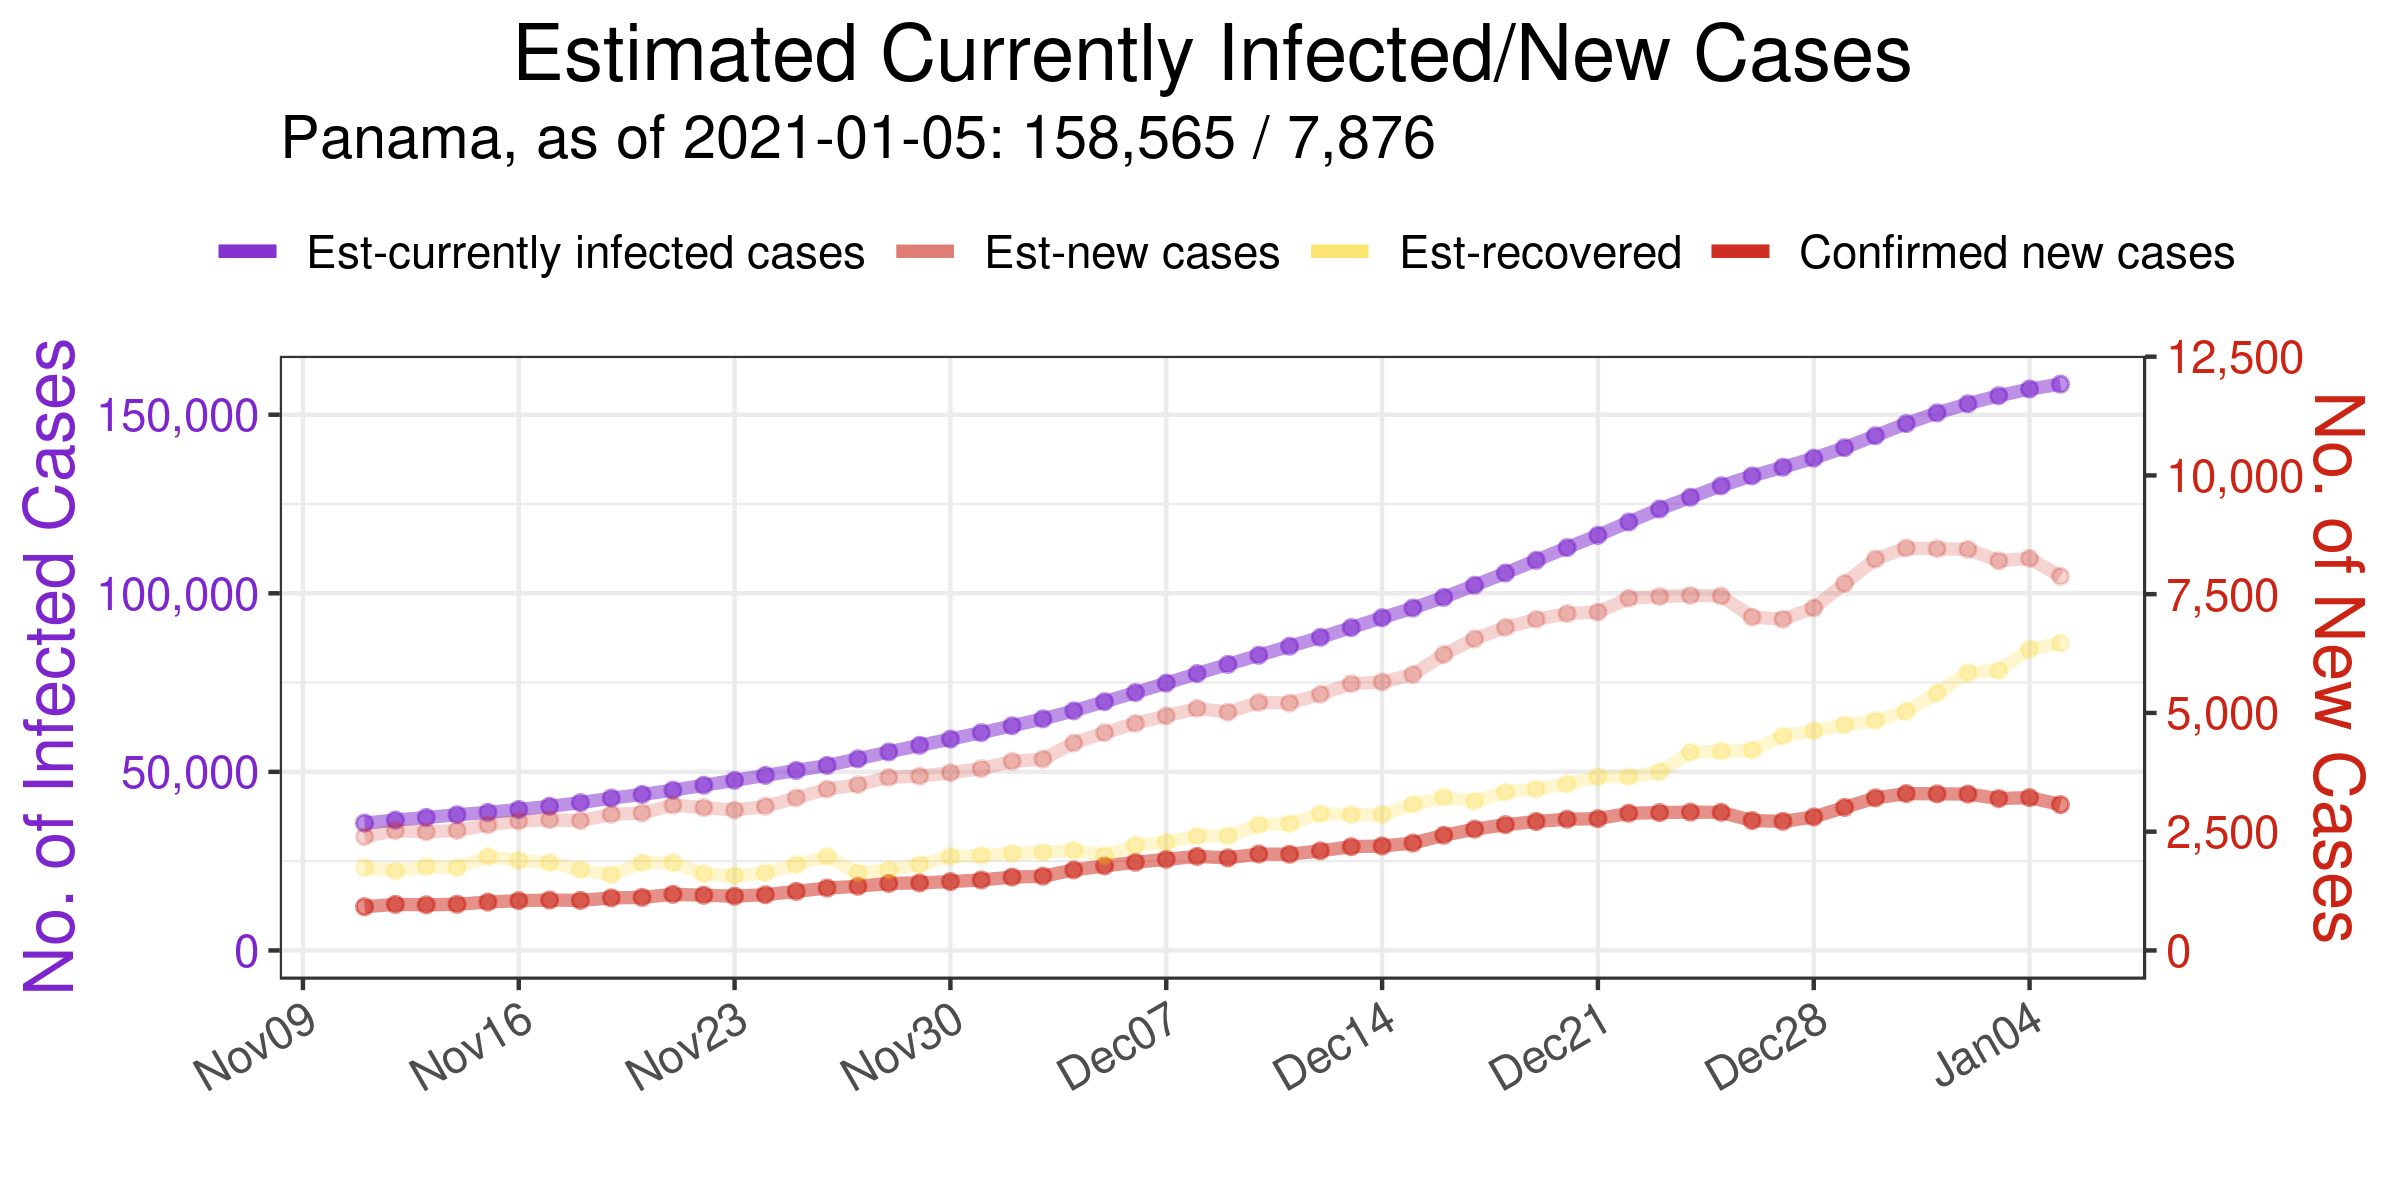 Estimated Currently Infected/New Cases
Panama, as of 2021-01-05: 158,565 / 7,876
Est-currently infected cases
Est-new cases
Est-recovered
Confirmed new cases
No. of Infected Cases
150,000
100,000
50,000
0
12,500
10,000
7,500
5,000
2,500
0
No. of New Cases
Nov09
Nov16
Nov23
Nov30
Dec07
Dec14
Dec21
Dec28
Jan04